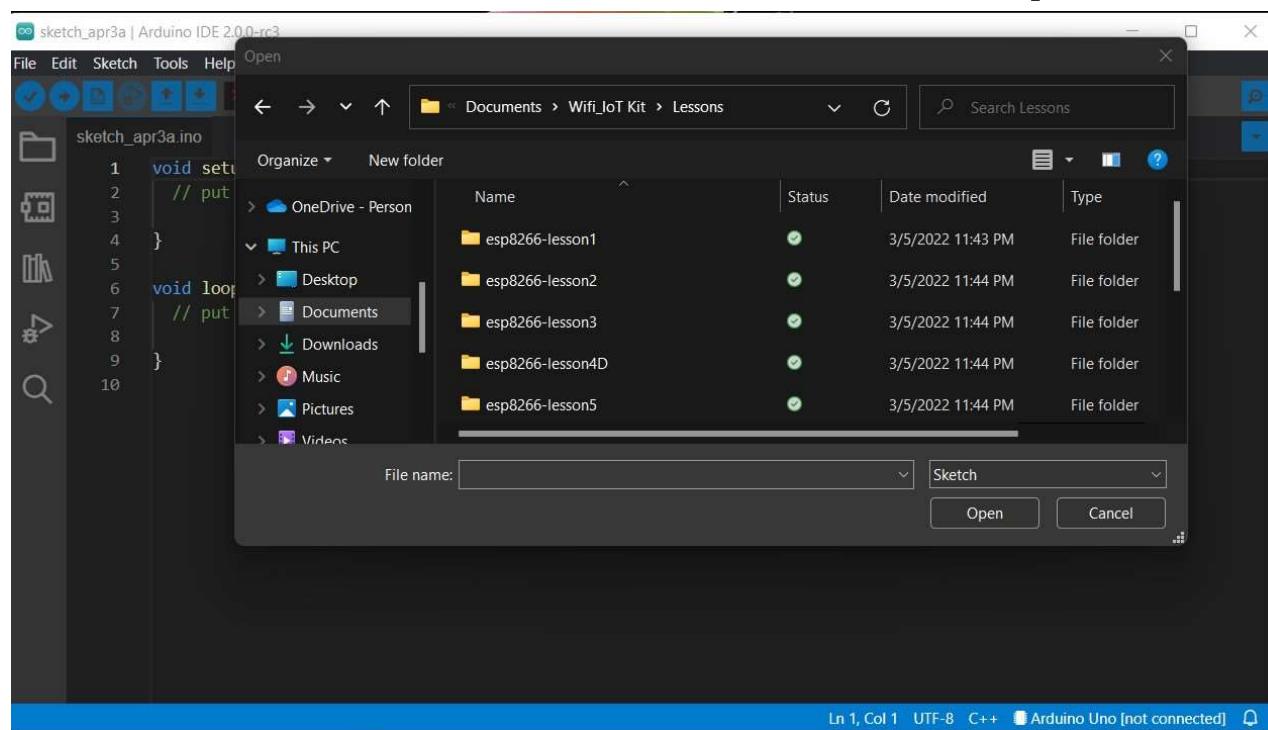 sketch_apr3a | Arduino IDE 2.0.0-rc3
File Edit Sketch Tools Help
Open
« Documents > Wifi_IoT Kit > Lessons
Search Lessons
sketch_apr3a.ino
Organize
New folder
Name Status Date modified Type
OneDrive - Person
This PC
Desktop
Documents
Downloads
Music
Pictures
Videos
esp8266-lesson1 3/5/2022 11:43 PM File folder
esp8266-lesson2 3/5/2022 11:44 PM File folder
esp8266-lesson3 3/5/2022 11:44 PM File folder
esp8266-lesson4D 3/5/2022 11:44 PM File folder
esp8266-lesson5 3/5/2022 11:44 PM File folder
File name:
Sketch
Open Cancel
1 void setu
2 // put
3
4 }
5
6 void loop
7 // put
8
9 }
10
Ln 1, Col 1 UTF-8 C++ Arduino Uno [not connected]